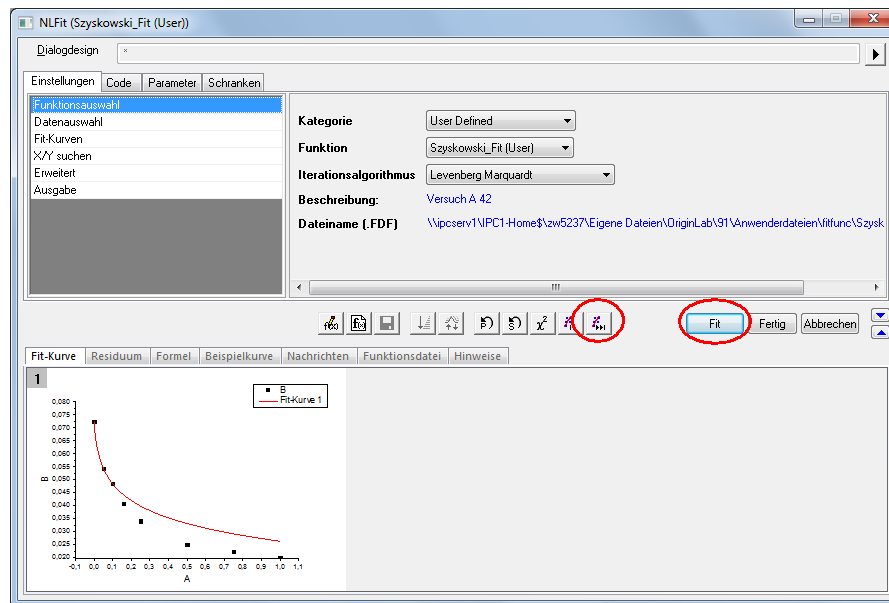 NLFit (Szyskowski_Fit (User))
Dialogdesign *
Einstellungen Code Parameter Schranken
Funktionsauswahl
Datenauswahl
Fit-Kurven
X/Y suchen
Erweitert
Ausgabe
Kategorie User Defined
Funktion Szyskowski_Fit (User)
Iterationsalgorithmus Levenberg Marquardt
Beschreibung: Versuch A 42
Dateiname (.FDF) \\ipcserv1\IPC1-Home$\zw5237\Eigene Dateien\OriginLab\91\Anwenderdateien\fitfunc\Szysk
f(x) f(x) P S χ² Fit Fertig Abbrechen
Fit-Kurve Residuum Formel Beispielkurve Nachrichten Funktionsdatei Hinweise
1
B
Fit-Kurve 1
0,080
0,075
0,070
0,065
0,060
0,055
0,050
0,045
0,040
0,035
0,030
0,025
0,020
B
-0,1 0,0 0,1 0,2 0,3 0,4 0,5 0,6 0,7 0,8 0,9 1,0 1,1
A